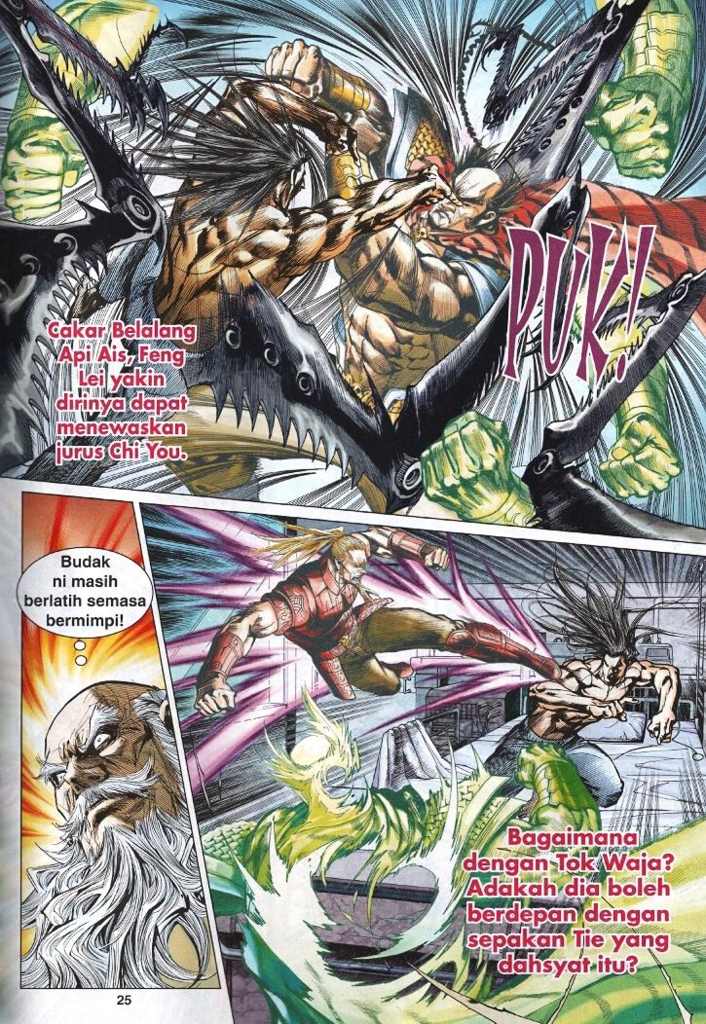 PUK!
Cakar Belalang
Api Ais, Feng
Lei yakin
dirinya dapat
menewaskan
jurus Chi You.
Budak
ni masih
berlatih semasa
bermimpi!
Bagaimana
dengan Tok Waja?
Adakah dia boleh
berdepan dengan
sepakan Tie yang
dahsyat itu?
25